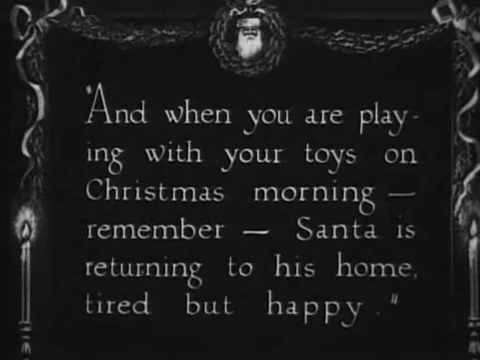 "And when you are play-
ing with your toys on
Christmas morning —
remember — Santa is
returning to his home,
tired but happy."